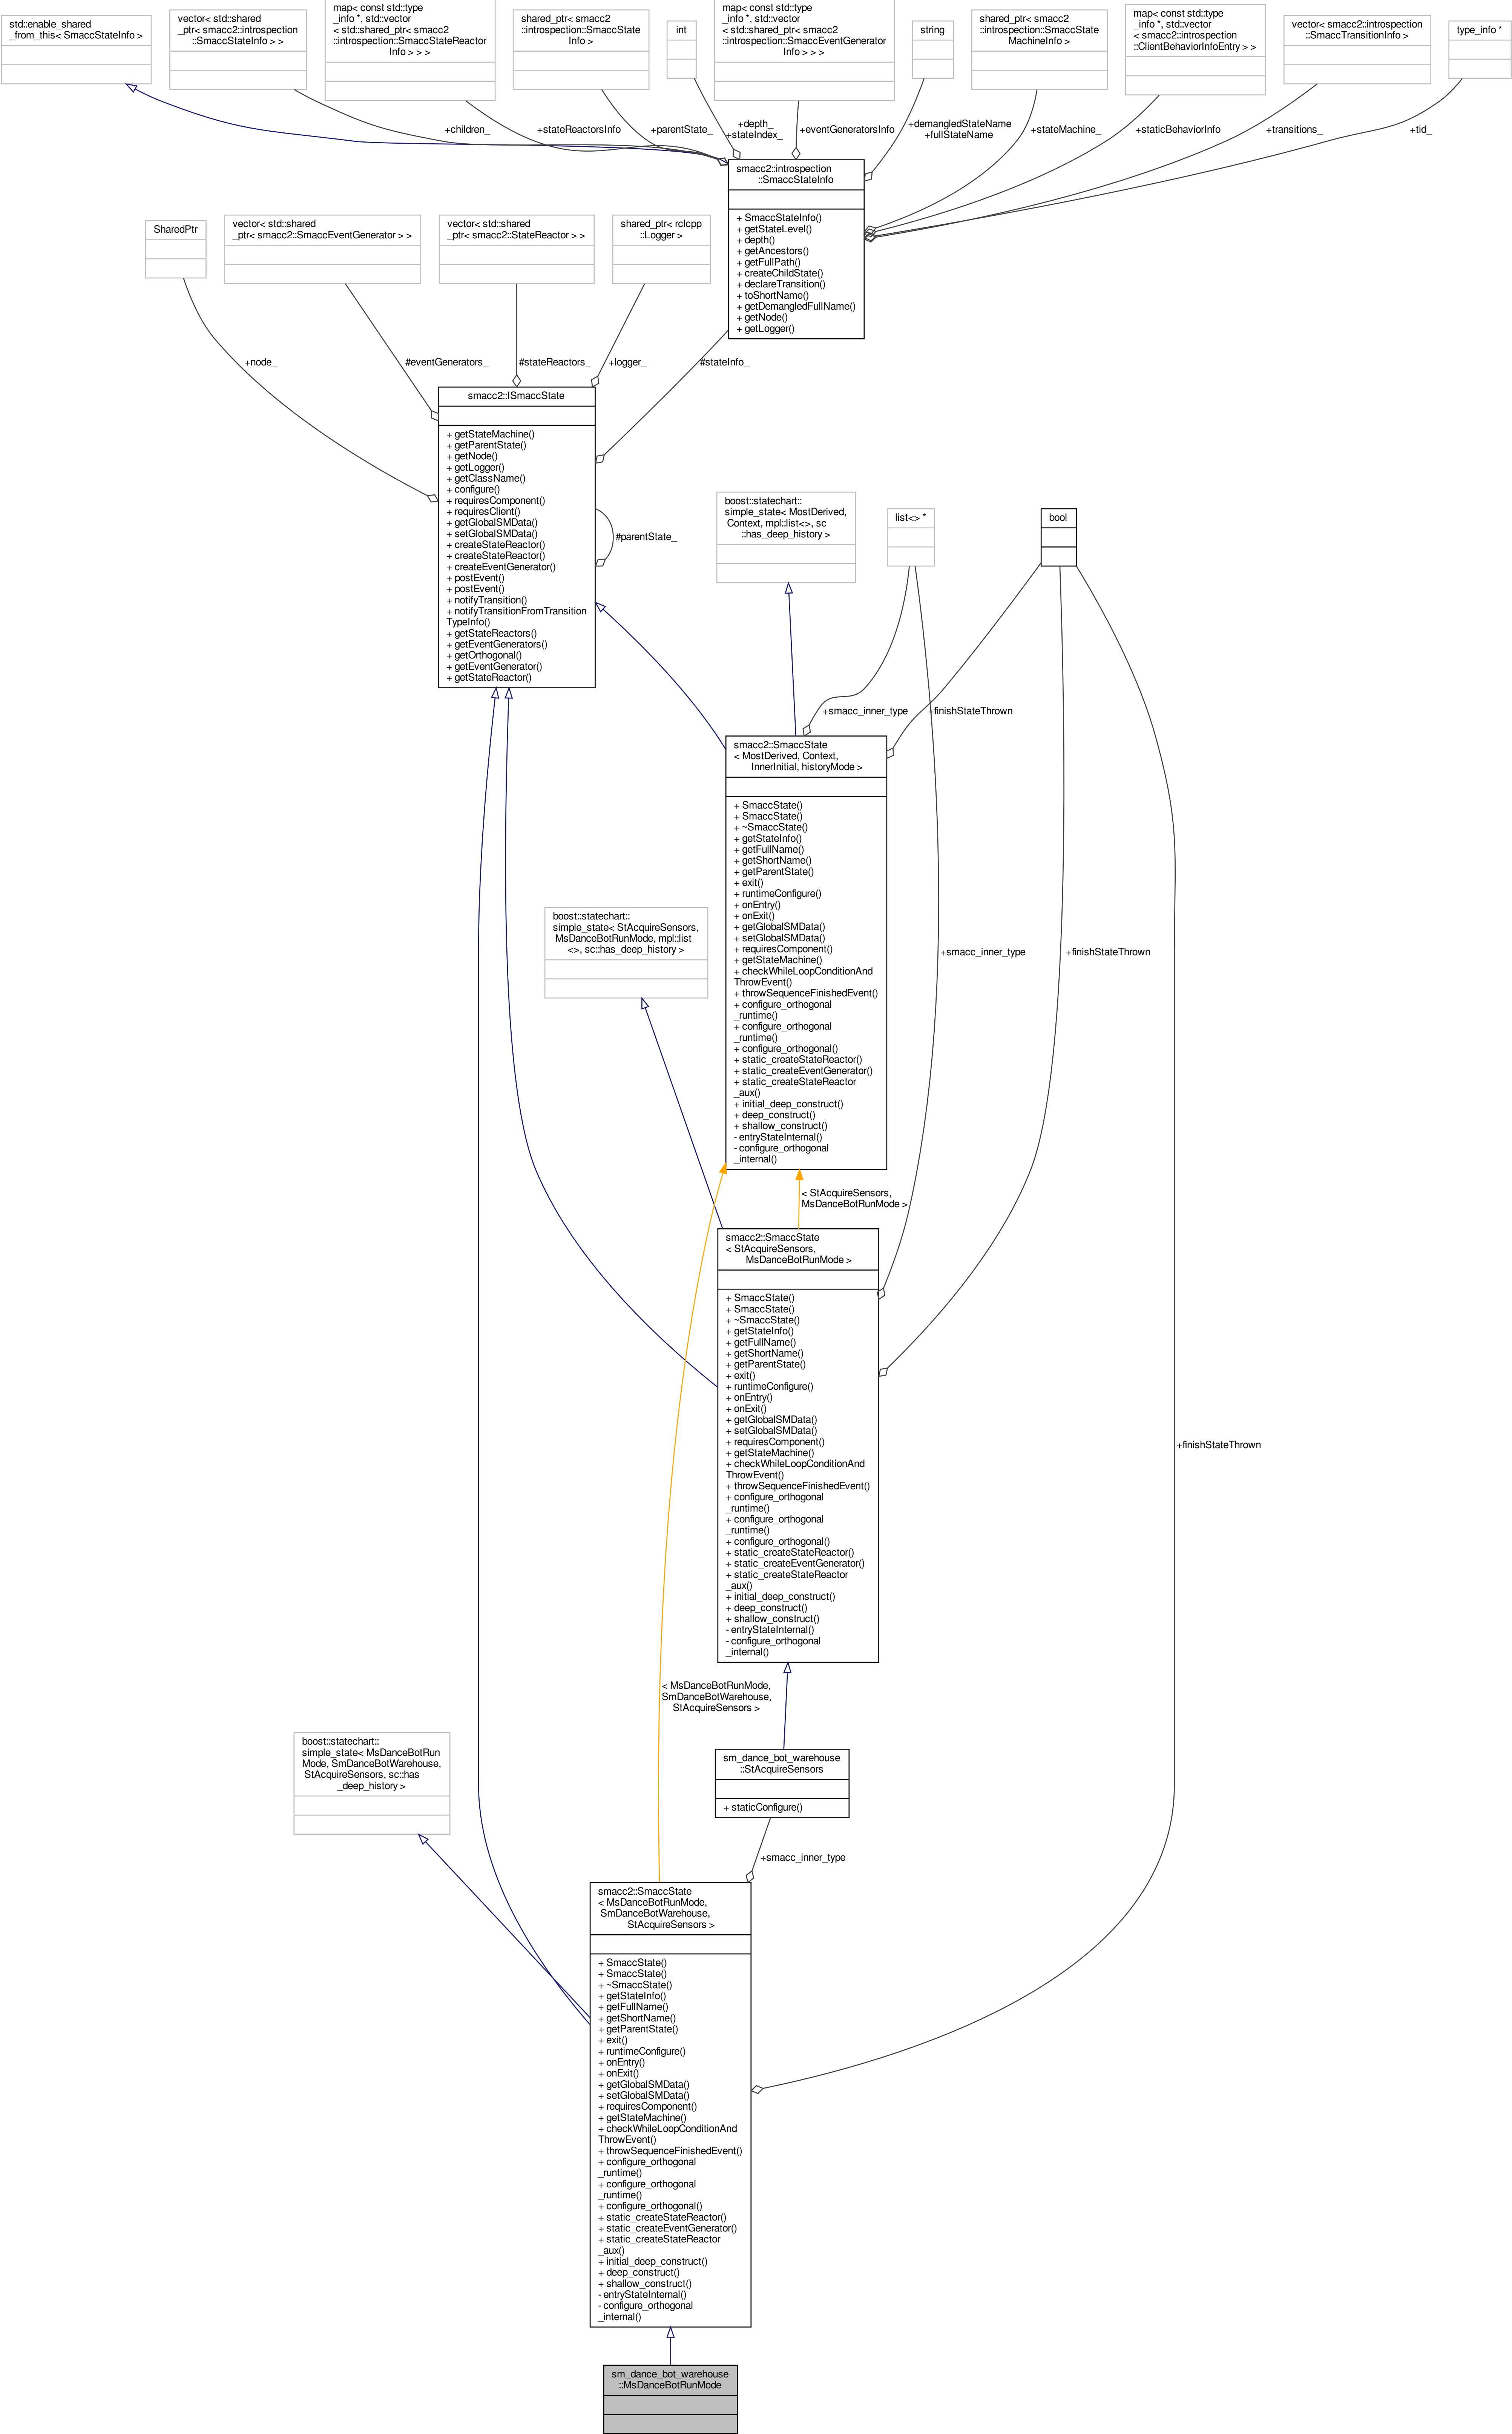 std::enable_shared
_from_this< SmaccStateInfo >
vector< std::shared
_ptr< smacc2::introspection
::SmaccStateInfo > >
map< const std::type
_info *, std::vector
< std::shared_ptr< smacc2
::introspection::SmaccStateReactor
Info > > >
shared_ptr< smacc2
::introspection::SmaccState
Info >
int
map< const std::type
_info *, std::vector
< std::shared_ptr< smacc2
::introspection::SmaccEventGenerator
Info > > >
string
shared_ptr< smacc2
::introspection::SmaccState
MachineInfo >
map< const std::type
_info *, std::vector
< smacc2::introspection
::ClientBehaviorInfoEntry > >
vector< smacc2::introspection
::SmaccTransitionInfo >
type_info *
+children_
+stateReactorsInfo
+parentState_
+depth_
+stateIndex_
+eventGeneratorsInfo
+demangledStateName
+fullStateName
+stateMachine_
+staticBehaviorInfo
+transitions_
+tid_
smacc2::introspection
::SmaccStateInfo
+ SmaccStateInfo()
+ getStateLevel()
+ depth()
+ getAncestors()
+ getFullPath()
+ createChildState()
+ declareTransition()
+ toShortName()
+ getDemangledFullName()
+ getNode()
+ getLogger()
SharedPtr
vector< std::shared
_ptr< smacc2::SmaccEventGenerator > >
vector< std::shared
_ptr< smacc2::StateReactor > >
shared_ptr< rclcpp
::Logger >
+node_
#eventGenerators_
#stateReactors_
+logger_
#stateInfo_
smacc2::ISmaccState
+ getStateMachine()
+ getParentState()
+ getNode()
+ getLogger()
+ getClassName()
+ configure()
+ requiresComponent()
+ requiresClient()
+ getGlobalSMData()
+ setGlobalSMData()
+ createStateReactor()
+ createStateReactor()
+ createEventGenerator()
+ postEvent()
+ postEvent()
+ notifyTransition()
+ notifyTransitionFromTransition
TypeInfo()
+ getStateReactors()
+ getEventGenerators()
+ getOrthogonal()
+ getEventGenerator()
+ getStateReactor()
#parentState_
boost::statechart::
simple_state< MostDerived,
Context, mpl::list<>, sc
::has_deep_history >
list<> *
bool
+smacc_inner_type
+finishStateThrown
smacc2::SmaccState
< MostDerived, Context,
InnerInitial, historyMode >
+ SmaccState()
+ SmaccState()
+ ~SmaccState()
+ getStateInfo()
+ getFullName()
+ getShortName()
+ getParentState()
+ exit()
+ runtimeConfigure()
+ onEntry()
+ onExit()
+ getGlobalSMData()
+ setGlobalSMData()
+ requiresComponent()
+ getStateMachine()
+ checkWhileLoopConditionAnd
ThrowEvent()
+ throwSequenceFinishedEvent()
+ configure_orthogonal
_runtime()
+ configure_orthogonal
_runtime()
+ configure_orthogonal()
+ static_createStateReactor()
+ static_createEventGenerator()
+ static_createStateReactor
_aux()
+ initial_deep_construct()
+ deep_construct()
+ shallow_construct()
- entryStateInternal()
- configure_orthogonal
_internal()
boost::statechart::
simple_state< StAcquireSensors,
MsDanceBotRunMode, mpl::list
<>, sc::has_deep_history >
+smacc_inner_type
+finishStateThrown
< StAcquireSensors,
MsDanceBotRunMode >
smacc2::SmaccState
< StAcquireSensors,
MsDanceBotRunMode >
+ SmaccState()
+ SmaccState()
+ ~SmaccState()
+ getStateInfo()
+ getFullName()
+ getShortName()
+ getParentState()
+ exit()
+ runtimeConfigure()
+ onEntry()
+ onExit()
+ getGlobalSMData()
+ setGlobalSMData()
+ requiresComponent()
+ getStateMachine()
+ checkWhileLoopConditionAnd
ThrowEvent()
+ throwSequenceFinishedEvent()
+ configure_orthogonal
_runtime()
+ configure_orthogonal
_runtime()
+ configure_orthogonal()
+ static_createStateReactor()
+ static_createEventGenerator()
+ static_createStateReactor
_aux()
+ initial_deep_construct()
+ deep_construct()
+ shallow_construct()
- entryStateInternal()
- configure_orthogonal
_internal()
+finishStateThrown
< MsDanceBotRunMode,
SmDanceBotWarehouse,
StAcquireSensors >
boost::statechart::
simple_state< MsDanceBotRun
Mode, SmDanceBotWarehouse,
StAcquireSensors, sc::has
_deep_history >
sm_dance_bot_warehouse
::StAcquireSensors
+ staticConfigure()
+smacc_inner_type
smacc2::SmaccState
< MsDanceBotRunMode,
SmDanceBotWarehouse,
StAcquireSensors >
+ SmaccState()
+ SmaccState()
+ ~SmaccState()
+ getStateInfo()
+ getFullName()
+ getShortName()
+ getParentState()
+ exit()
+ runtimeConfigure()
+ onEntry()
+ onExit()
+ getGlobalSMData()
+ setGlobalSMData()
+ requiresComponent()
+ getStateMachine()
+ checkWhileLoopConditionAnd
ThrowEvent()
+ throwSequenceFinishedEvent()
+ configure_orthogonal
_runtime()
+ configure_orthogonal
_runtime()
+ configure_orthogonal()
+ static_createStateReactor()
+ static_createEventGenerator()
+ static_createStateReactor
_aux()
+ initial_deep_construct()
+ deep_construct()
+ shallow_construct()
- entryStateInternal()
- configure_orthogonal
_internal()
sm_dance_bot_warehouse
::MsDanceBotRunMode